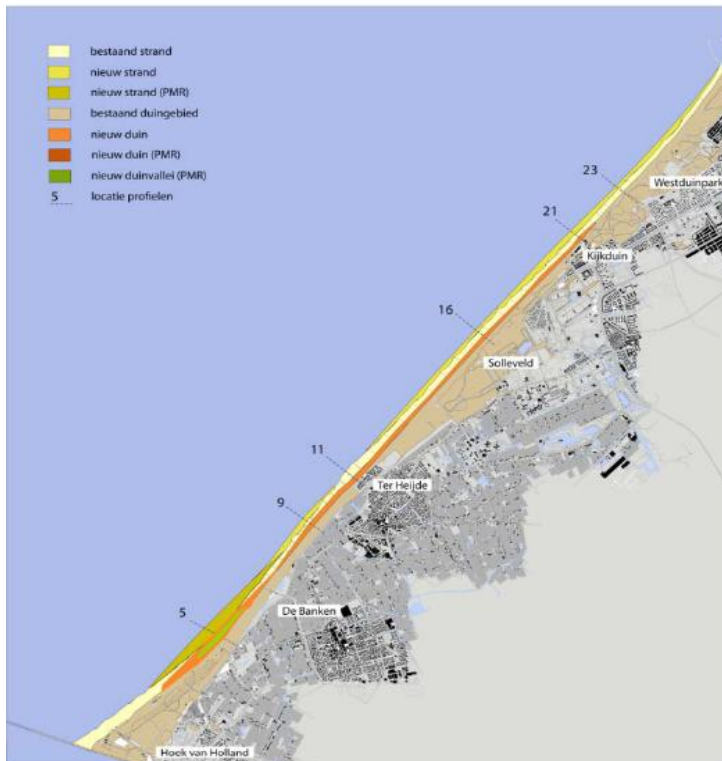 bestaand strand
nieuw strand
nieuw strand (PMR)
bestaand duingebied
nieuw duin
nieuw duin (PMR)
nieuw duinvallei (PMR)
5 locatie profielen
23
Westduinpark
21
Kijkduin
16
Solleveld
11
Ter Heijde
9
De Banken
5
Hoek van Holland